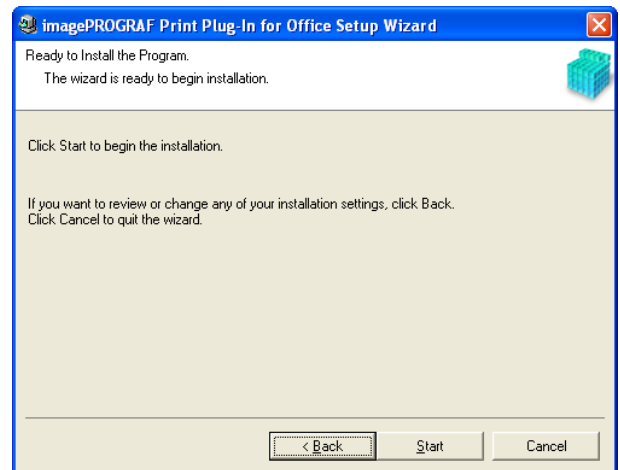 imagePROGRAF Print Plug-In for Office Setup Wizard
Ready to Install the Program.
The wizard is ready to begin installation.
Click Start to begin the installation.
If you want to review or change any of your installation settings, click Back.
Click Cancel to quit the wizard.
< Back
Start
Cancel